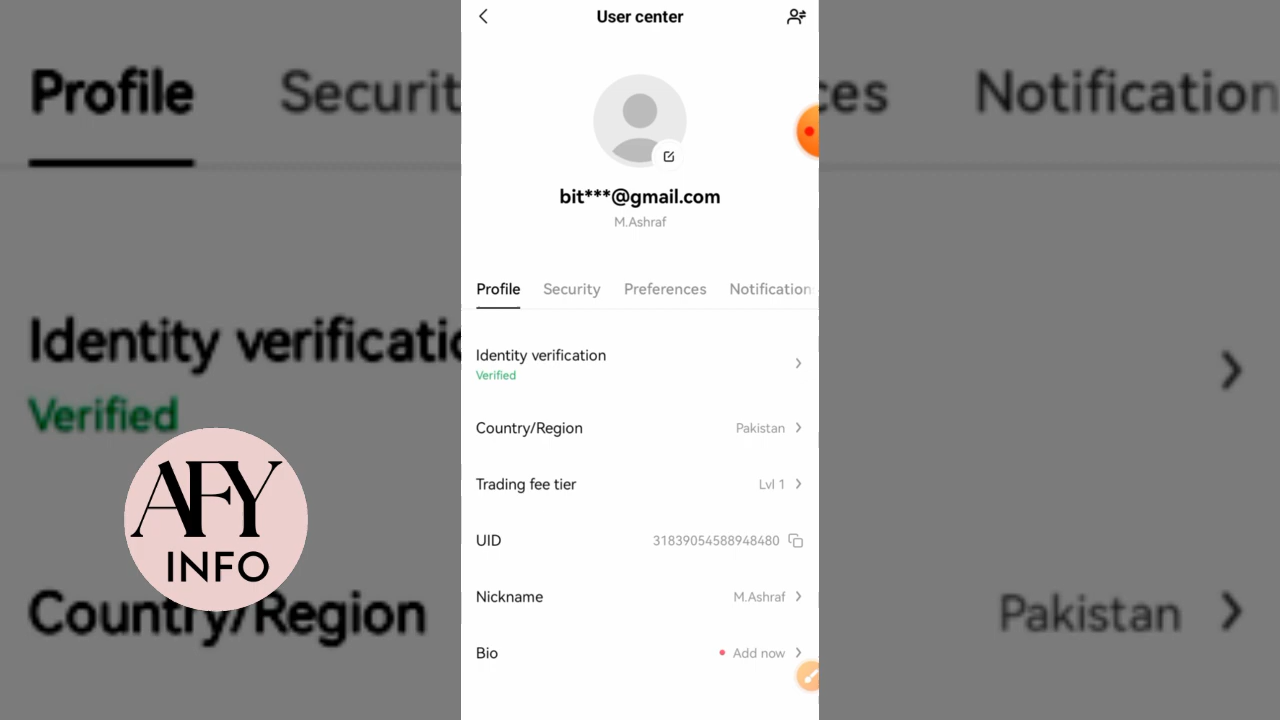 User center
bit***@gmail.com
M.Ashraf
Profile Security Preferences Notification
Identity verification
Verified
Country/Region Pakistan
Trading fee tier Lvl 1
UID 31839054588948480
Nickname M.Ashraf
Bio Add now
Profile Securit ces Notification
Identity verificatio
Verified
AFY
INFO
Country/Region Pakistan